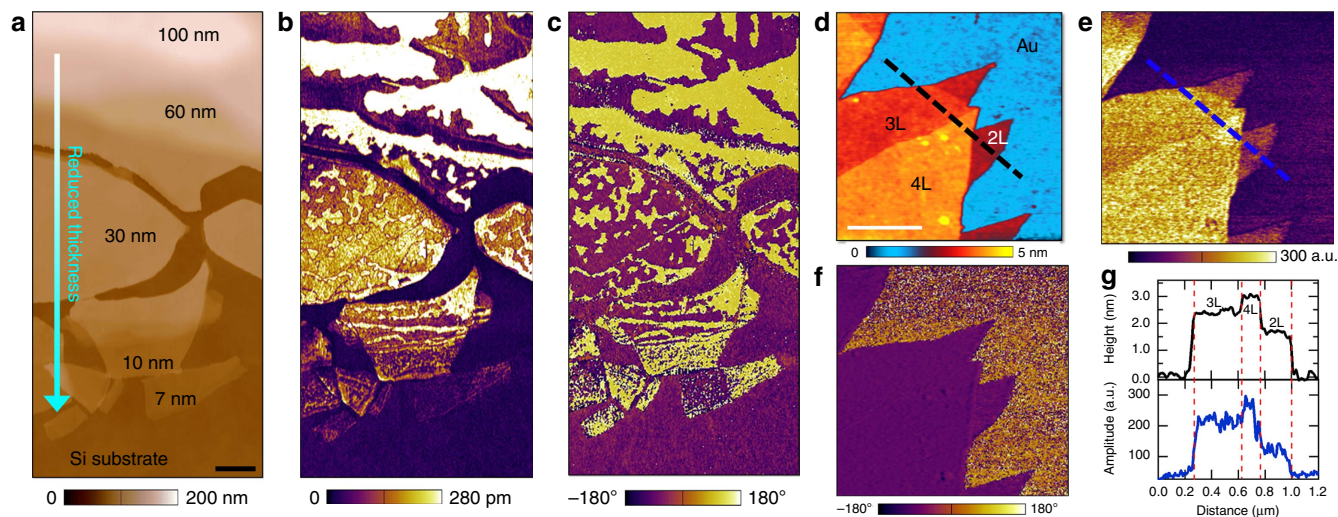 a
100 nm
60 nm
Reduced thickness
30 nm
10 nm
7 nm
Si substrate
0 200 nm
b
0 280 pm
c
−180° 180°
d
Au
3L
2L
4L
0 5 nm
e
300 a.u.
f
−180° 180°
g
3.0
2.0
1.0
0.0
Height (nm)
3L
4L
2L
300
200
100
Amplitude (a.u.)
0.0 0.2 0.4 0.6 0.8 1.0 1.2
Distance (μm)